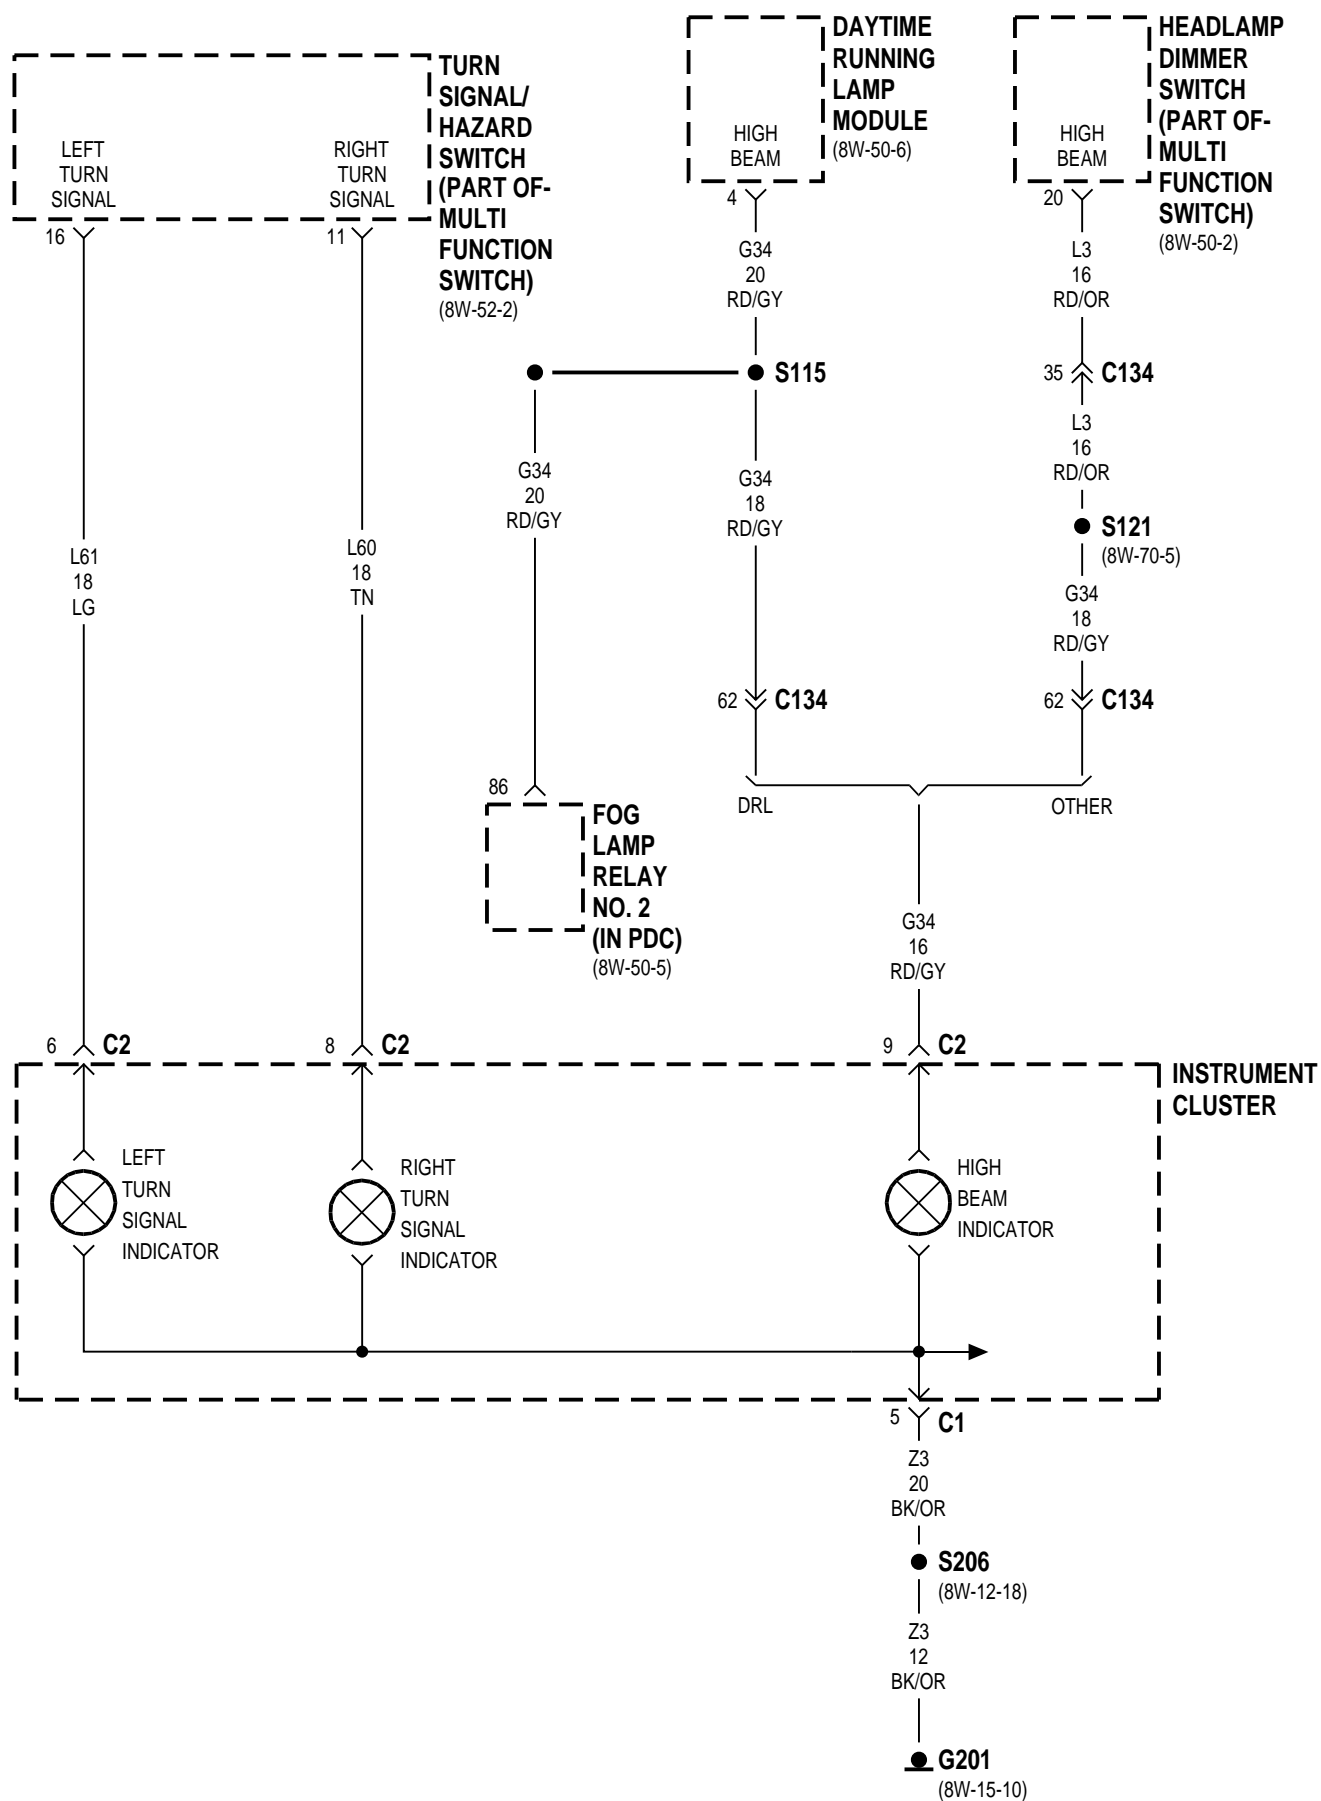 TURN
SIGNAL/
HAZARD
SWITCH
(PART OF-
MULTI
FUNCTION
SWITCH)
(8W-52-2)
LEFT
TURN
SIGNAL
RIGHT
TURN
SIGNAL
16
11
DAYTIME
RUNNING
LAMP
MODULE
(8W-50-6)
HIGH
BEAM
4
HEADLAMP
DIMMER
SWITCH
(PART OF-
MULTI
FUNCTION
SWITCH)
(8W-50-2)
HIGH
BEAM
20
G34
20
RD/GY
L3
16
RD/OR
S115
35
C134
L3
16
RD/OR
G34
20
RD/GY
G34
18
RD/GY
S121
(8W-70-5)
L61
18
LG
L60
18
TN
G34
18
RD/GY
62
C134
62
C134
DRL
OTHER
86
FOG
LAMP
RELAY
NO. 2
(IN PDC)
(8W-50-5)
G34
16
RD/GY
6
C2
8
C2
9
C2
INSTRUMENT
CLUSTER
LEFT
TURN
SIGNAL
INDICATOR
RIGHT
TURN
SIGNAL
INDICATOR
HIGH
BEAM
INDICATOR
5
C1
Z3
20
BK/OR
S206
(8W-12-18)
Z3
12
BK/OR
G201
(8W-15-10)